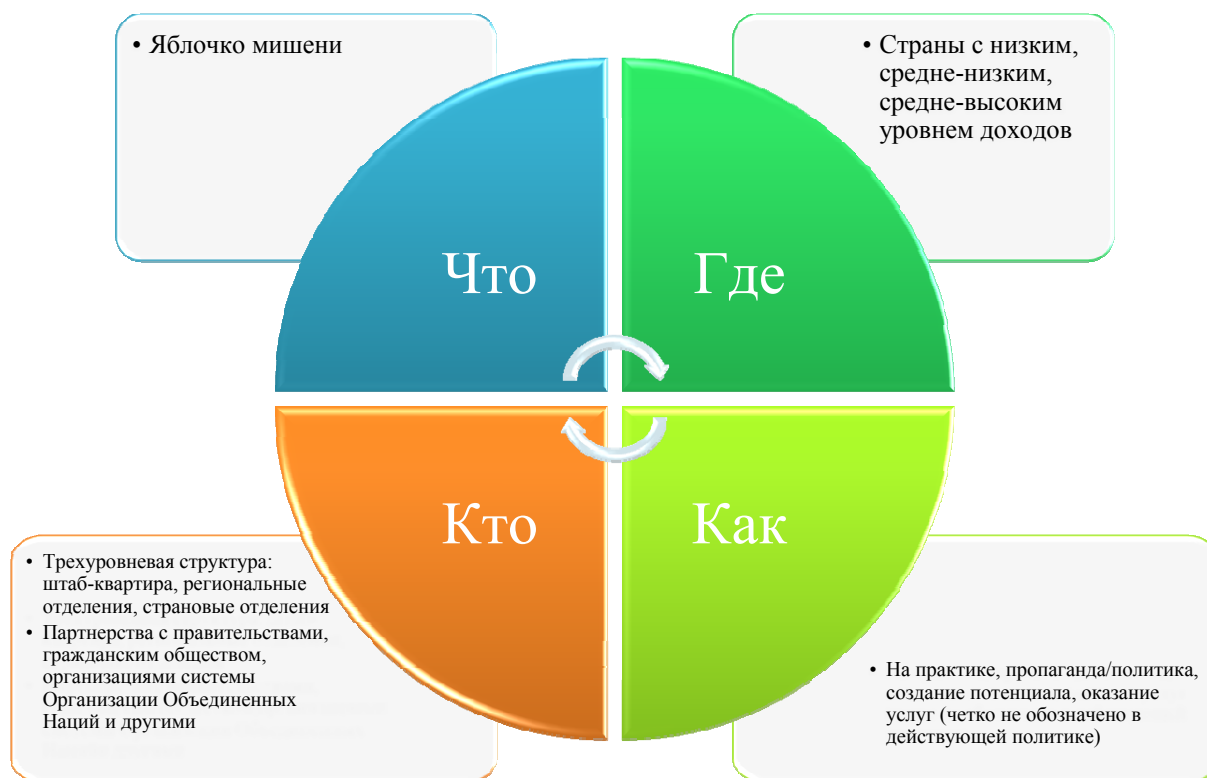 • Яблочко мишени
• Страны с низким,
средне-низким,
средне-высоким
уровнем доходов
Что
Где
Кто
Как
• Трехуровневая структура:
штаб-квартира, региональные
отделения, страновые отделения
• Партнерства с правительствами,
гражданским обществом,
организациями системы
Организации Объединенных
Наций и другими
• На практике, пропаганда/политика,
создание потенциала, оказание
услуг (четко не обозначено в
действующей политике)